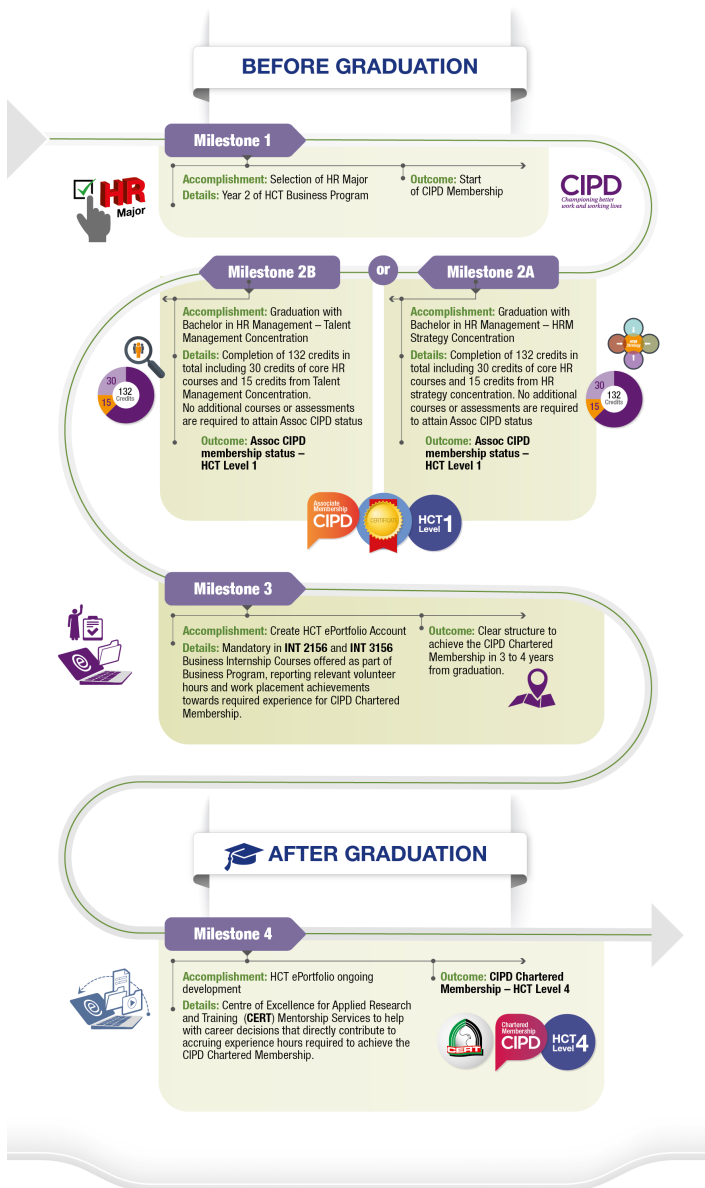 BEFORE GRADUATION
Milestone 1
Accomplishment: Selection of HR Major
Details: Year 2 of HCT Business Program
Outcome: Start
of CIPD Membership
HR
Major
CIPD
Championing better
work and working lives
Milestone 2B
or
Milestone 2A
Accomplishment: Graduation with
Bachelor in HR Management – Talent
Management Concentration
Details: Completion of 132 credits in
total including 30 credits of core HR
courses and 15 credits from Talent
Management Concentration.
No additional courses or assessments
are required to attain Assoc CIPD status
Outcome: Assoc CIPD
membership status –
HCT Level 1
30
15
132
Credits
Accomplishment: Graduation with
Bachelor in HR Management – HRM
Strategy Concentration
Details: Completion of 132 credits in
total including 30 credits of core HR
courses and 15 credits from HR
strategy concentration. No additional
courses or assessments are required
to attain Assoc CIPD status
Outcome: Assoc CIPD
membership status –
HCT Level 1
30
15
132
Credits
Associate
Membership
CIPD
CERTIFICATE
HCT
Level 1
Milestone 3
Accomplishment: Create HCT ePortfolio Account
Details: Mandatory in INT 2156 and INT 3156
Business Internship Courses offered as part of
Business Program, reporting relevant volunteer
hours and work placement achievements
towards required experience for CIPD Chartered
Membership.
Outcome: Clear structure to
achieve the CIPD Chartered
Membership in 3 to 4 years
from graduation.
AFTER GRADUATION
Milestone 4
Accomplishment: HCT ePortfolio ongoing
development
Details: Centre of Excellence for Applied Research
and Training (CERT) Mentorship Services to help
with career decisions that directly contribute to
accruing experience hours required to achieve the
CIPD Chartered Membership.
Outcome: CIPD Chartered
Membership – HCT Level 4
CERT
Chartered
Membership
CIPD
HCT
Level 4